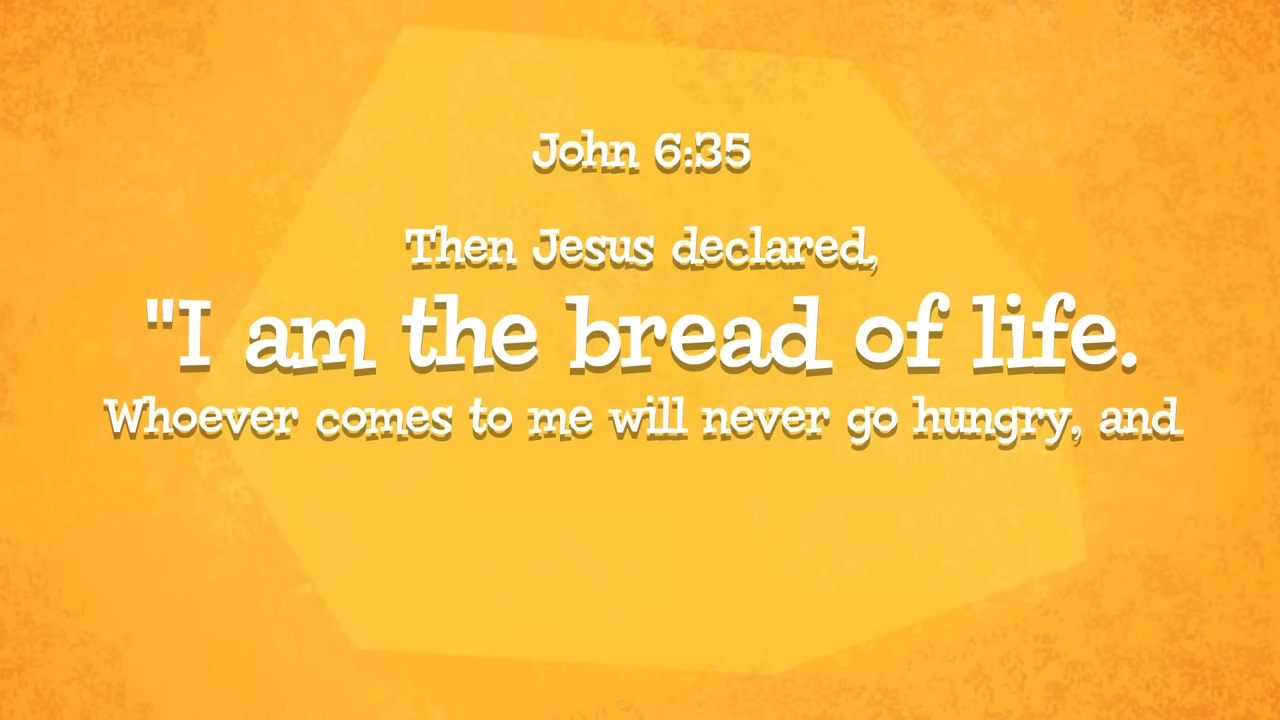 John 6:35
Then Jesus declared,
"I am the bread of life.
Whoever comes to me will never go hungry, and